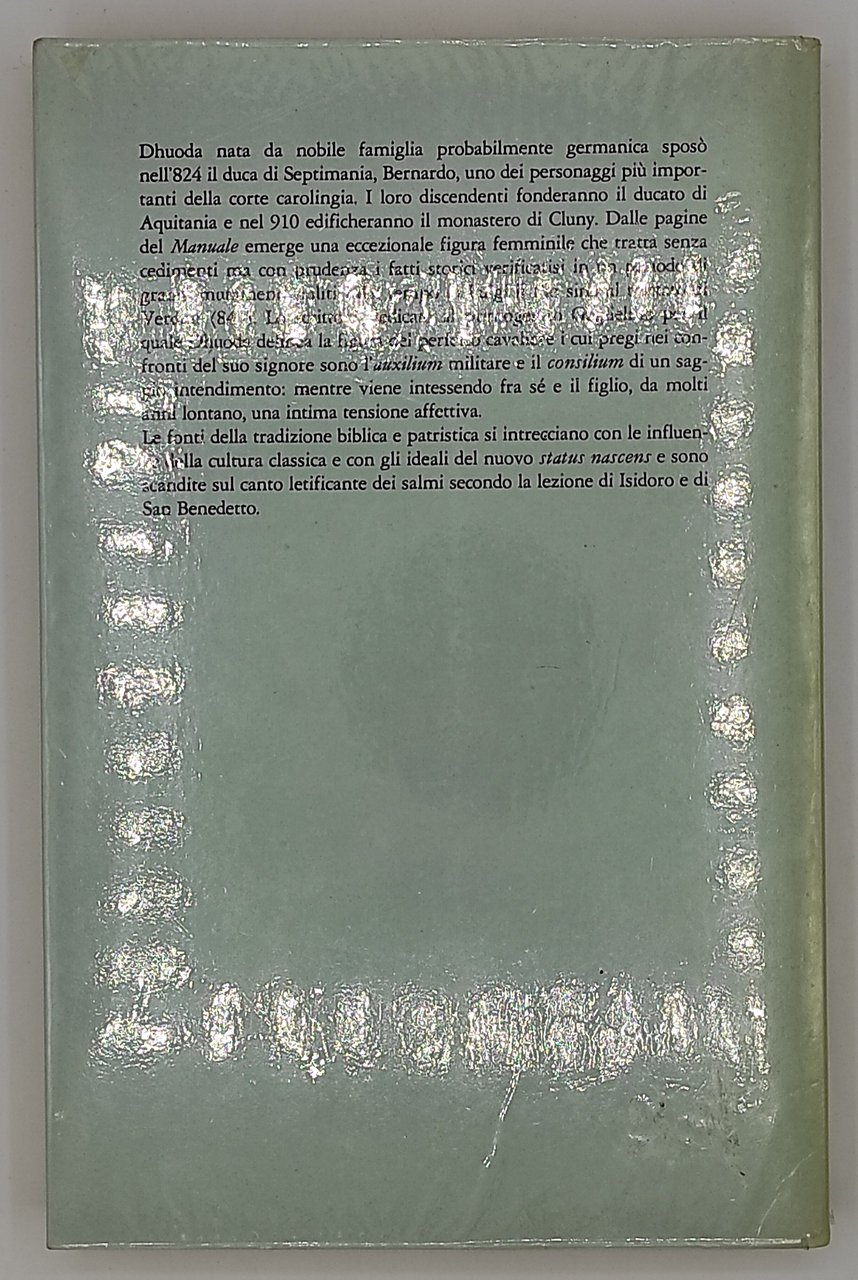 Dhuoda nata da nobile famiglia probabilmente germanica sposò
nell'824 il duca di Septimania, Bernardo, uno dei personaggi più impor-
tanti della corte carolingia. I loro discendenti fonderanno il ducato di
Aquitania e nel 910 edificheranno il monastero di Cluny. Dalle pagine
del Manuale emerge una eccezionale figura femminile che tratta senza
cedimenti ma con prudenza i fatti storici verificatisi in un periodo di
quale Dhuoda delinea la figura del perfetto cavaliere i cui pregi nei con-
fronti del suo signore sono l'auxilium militare e il consilium di un sag-
gio intendimento: mentre viene intessendo fra sé e il figlio, da molti
anni lontano, una intima tensione affettiva.
Le fonti della tradizione biblica e patristica si intrecciano con le influen-
della cultura classica e con gli ideali del nuovo status nascens e sono
scandite sul canto letificante dei salmi secondo la lezione di Isidoro e di
San Benedetto.